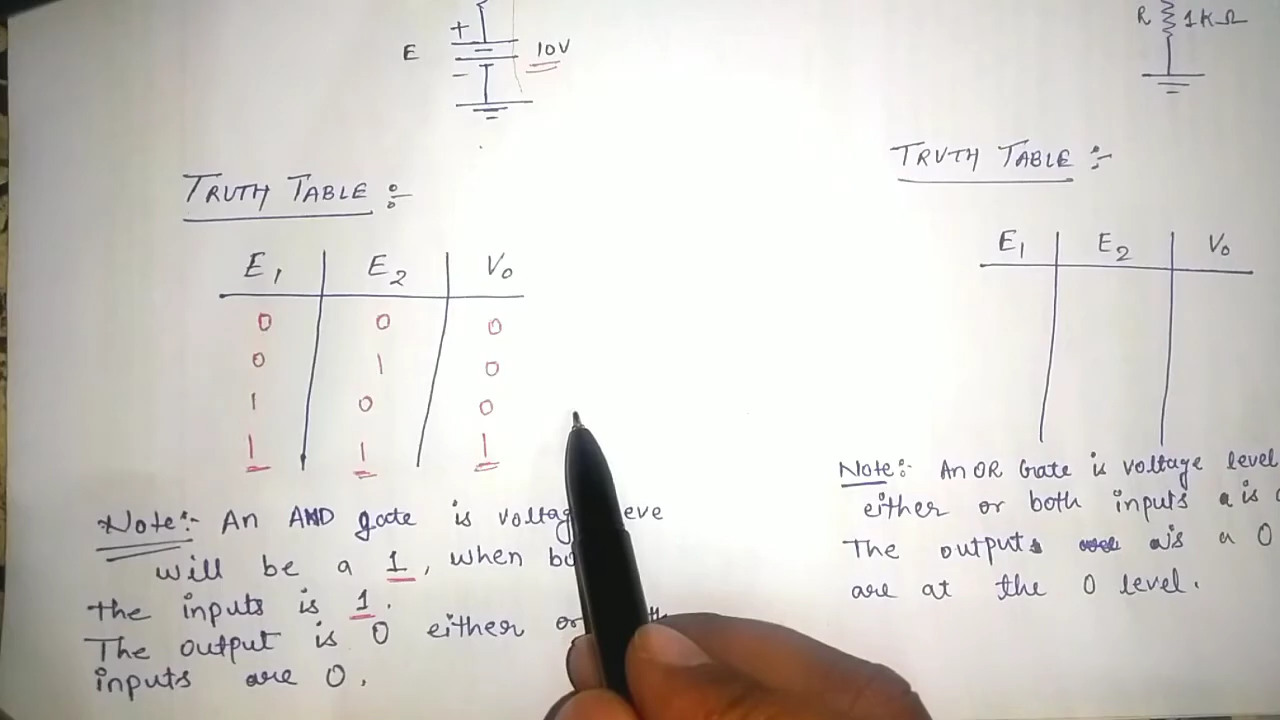 +
E
10V
-
TRUTH TABLE :-
E1 E2 V0
0 0 0
0 1 0
1 0 0
1 1 1
Note:- An AND gate is
will be a 1, when
the inputs is 1.
The output is 0 either
inputs are 0.
R 1KΩ
TRUTH TABLE :-
E1 E2 V0
Note:- An OR Gate is voltage level
either or both inputs is
The output is a 0
are at the 0 level.